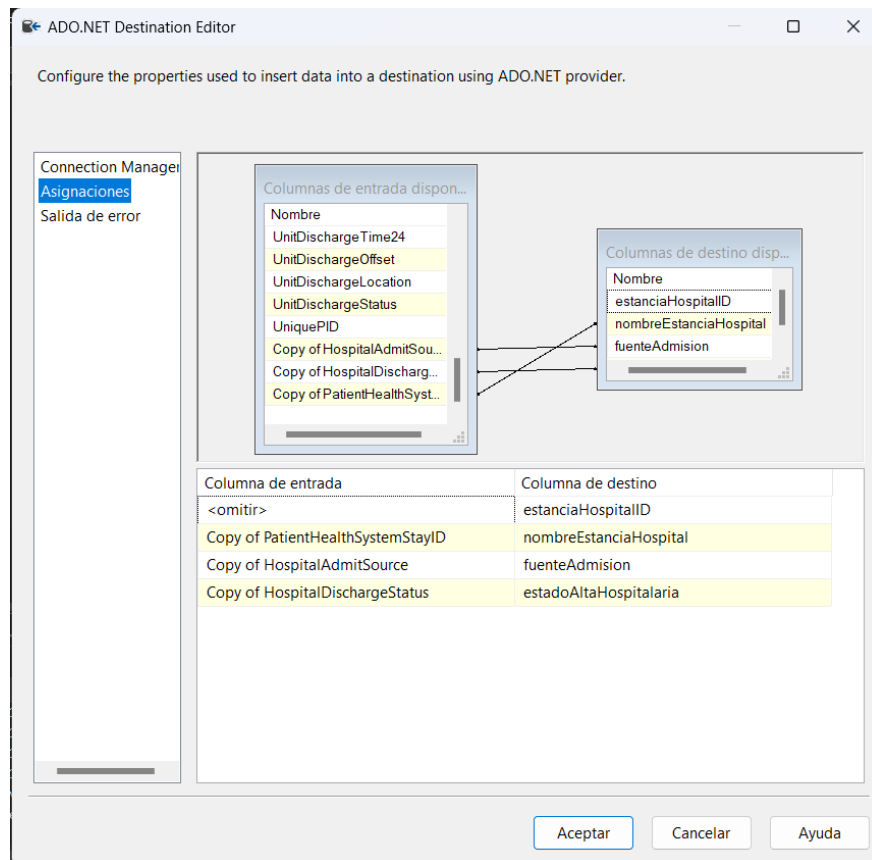 ADO.NET Destination Editor
Configure the properties used to insert data into a destination using ADO.NET provider.
Connection Manager
Asignaciones
Salida de error
Columnas de entrada dispon...
Nombre
UnitDischargeTime24
UnitDischargeOffset
UnitDischargeLocation
UnitDischargeStatus
UniquePID
Copy of HospitalAdmitSou...
Copy of HospitalDischarg...
Copy of PatientHealthSyst...
Columnas de destino disp...
Nombre
estanciaHospitalID
nombreEstanciaHospital
fuenteAdmision
Columna de entrada Columna de destino
<omitir> estanciaHospitalID
Copy of PatientHealthSystemStayID nombreEstanciaHospital
Copy of HospitalAdmitSource fuenteAdmision
Copy of HospitalDischargeStatus estadoAltaHospitalaria
Aceptar Cancelar Ayuda